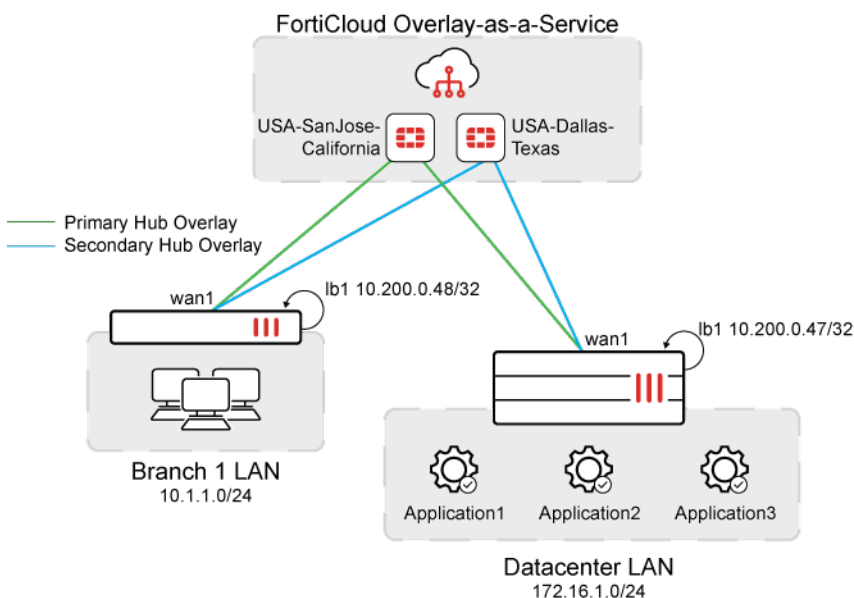 FortiCloud Overlay-as-a-Service
USA-SanJose-
California
USA-Dallas-
Texas
Primary Hub Overlay
Secondary Hub Overlay
wan1
lb1 10.200.0.48/32
wan1
lb1 10.200.0.47/32
Branch 1 LAN
10.1.1.0/24
Application1
Application2
Application3
Datacenter LAN
172.16.1.0/24